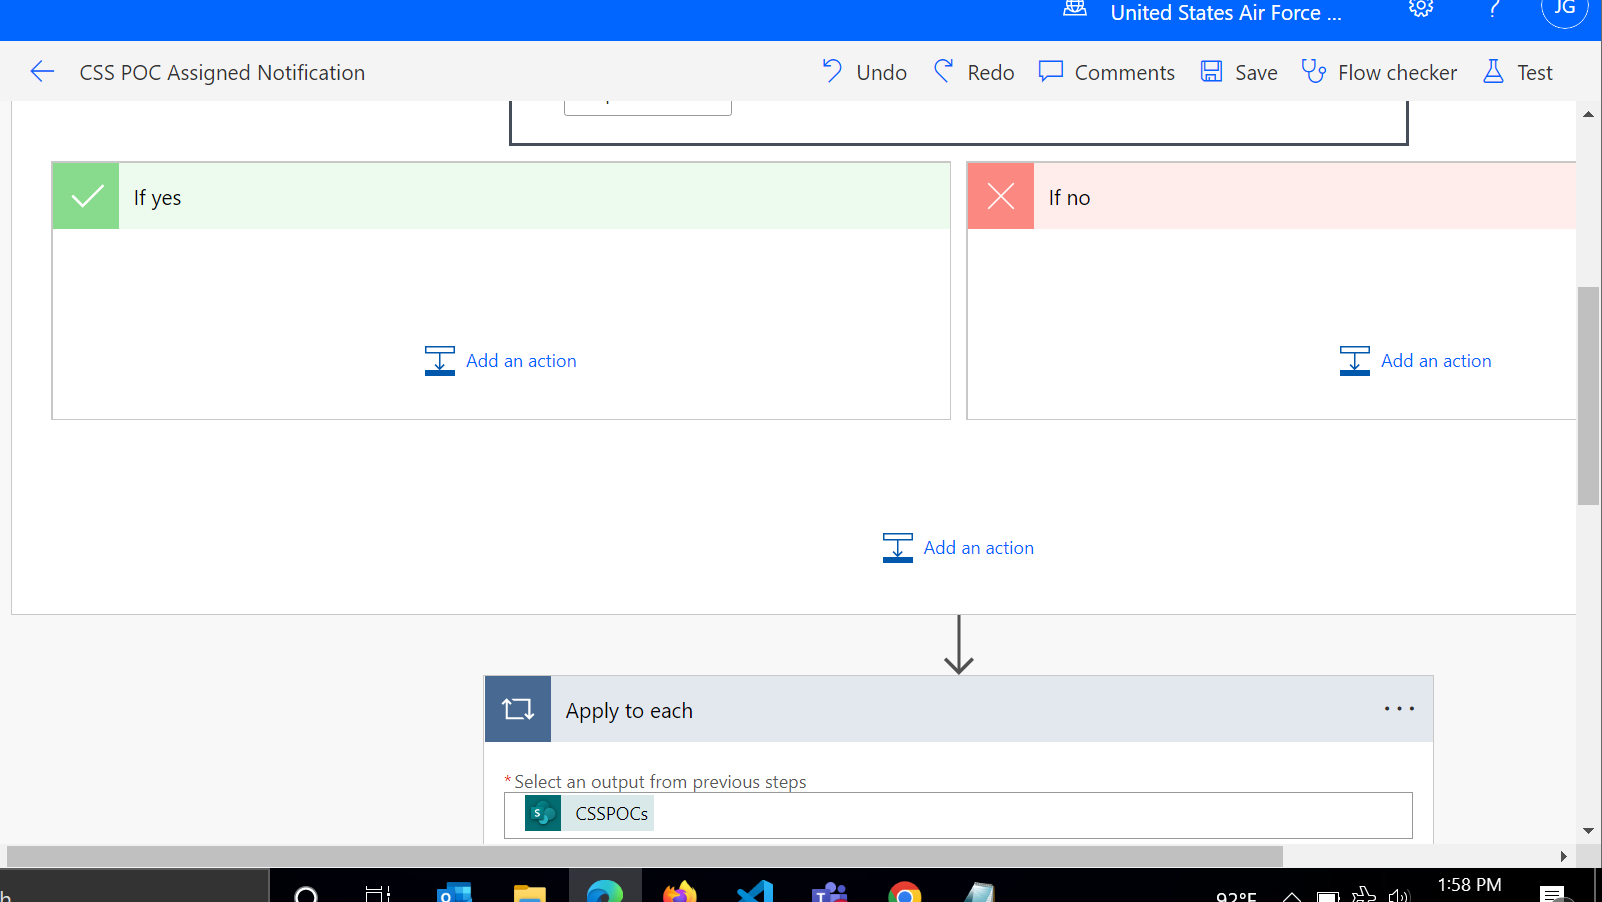 United States Air Force ...
JG
CSS POC Assigned Notification
Undo
Redo
Comments
Save
Flow checker
Test
If yes
If no
Add an action
Add an action
Add an action
Apply to each
* Select an output from previous steps
CSSPOCs
92°F
1:58 PM